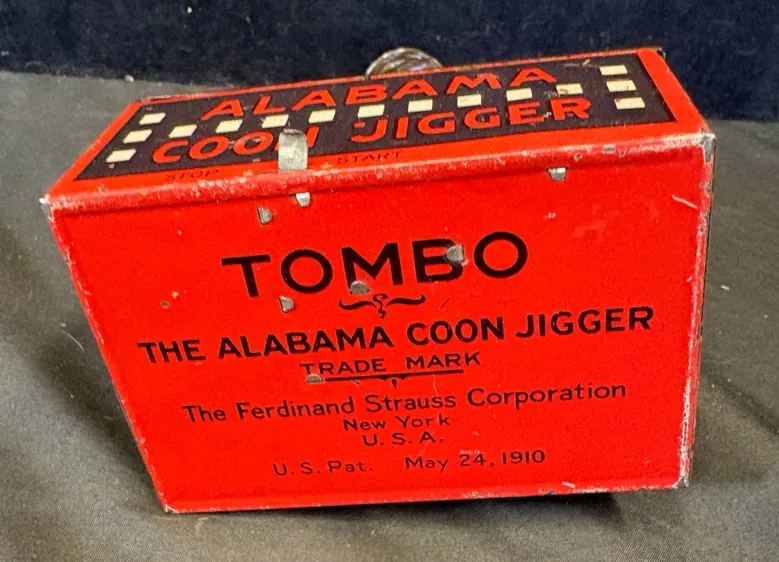 ALABAMA
COON JIGGER
STOP START
TOMBO
THE ALABAMA COON JIGGER
TRADE MARK
The Ferdinand Strauss Corporation
New York
U.S.A.
U.S. Pat. May 24, 1910